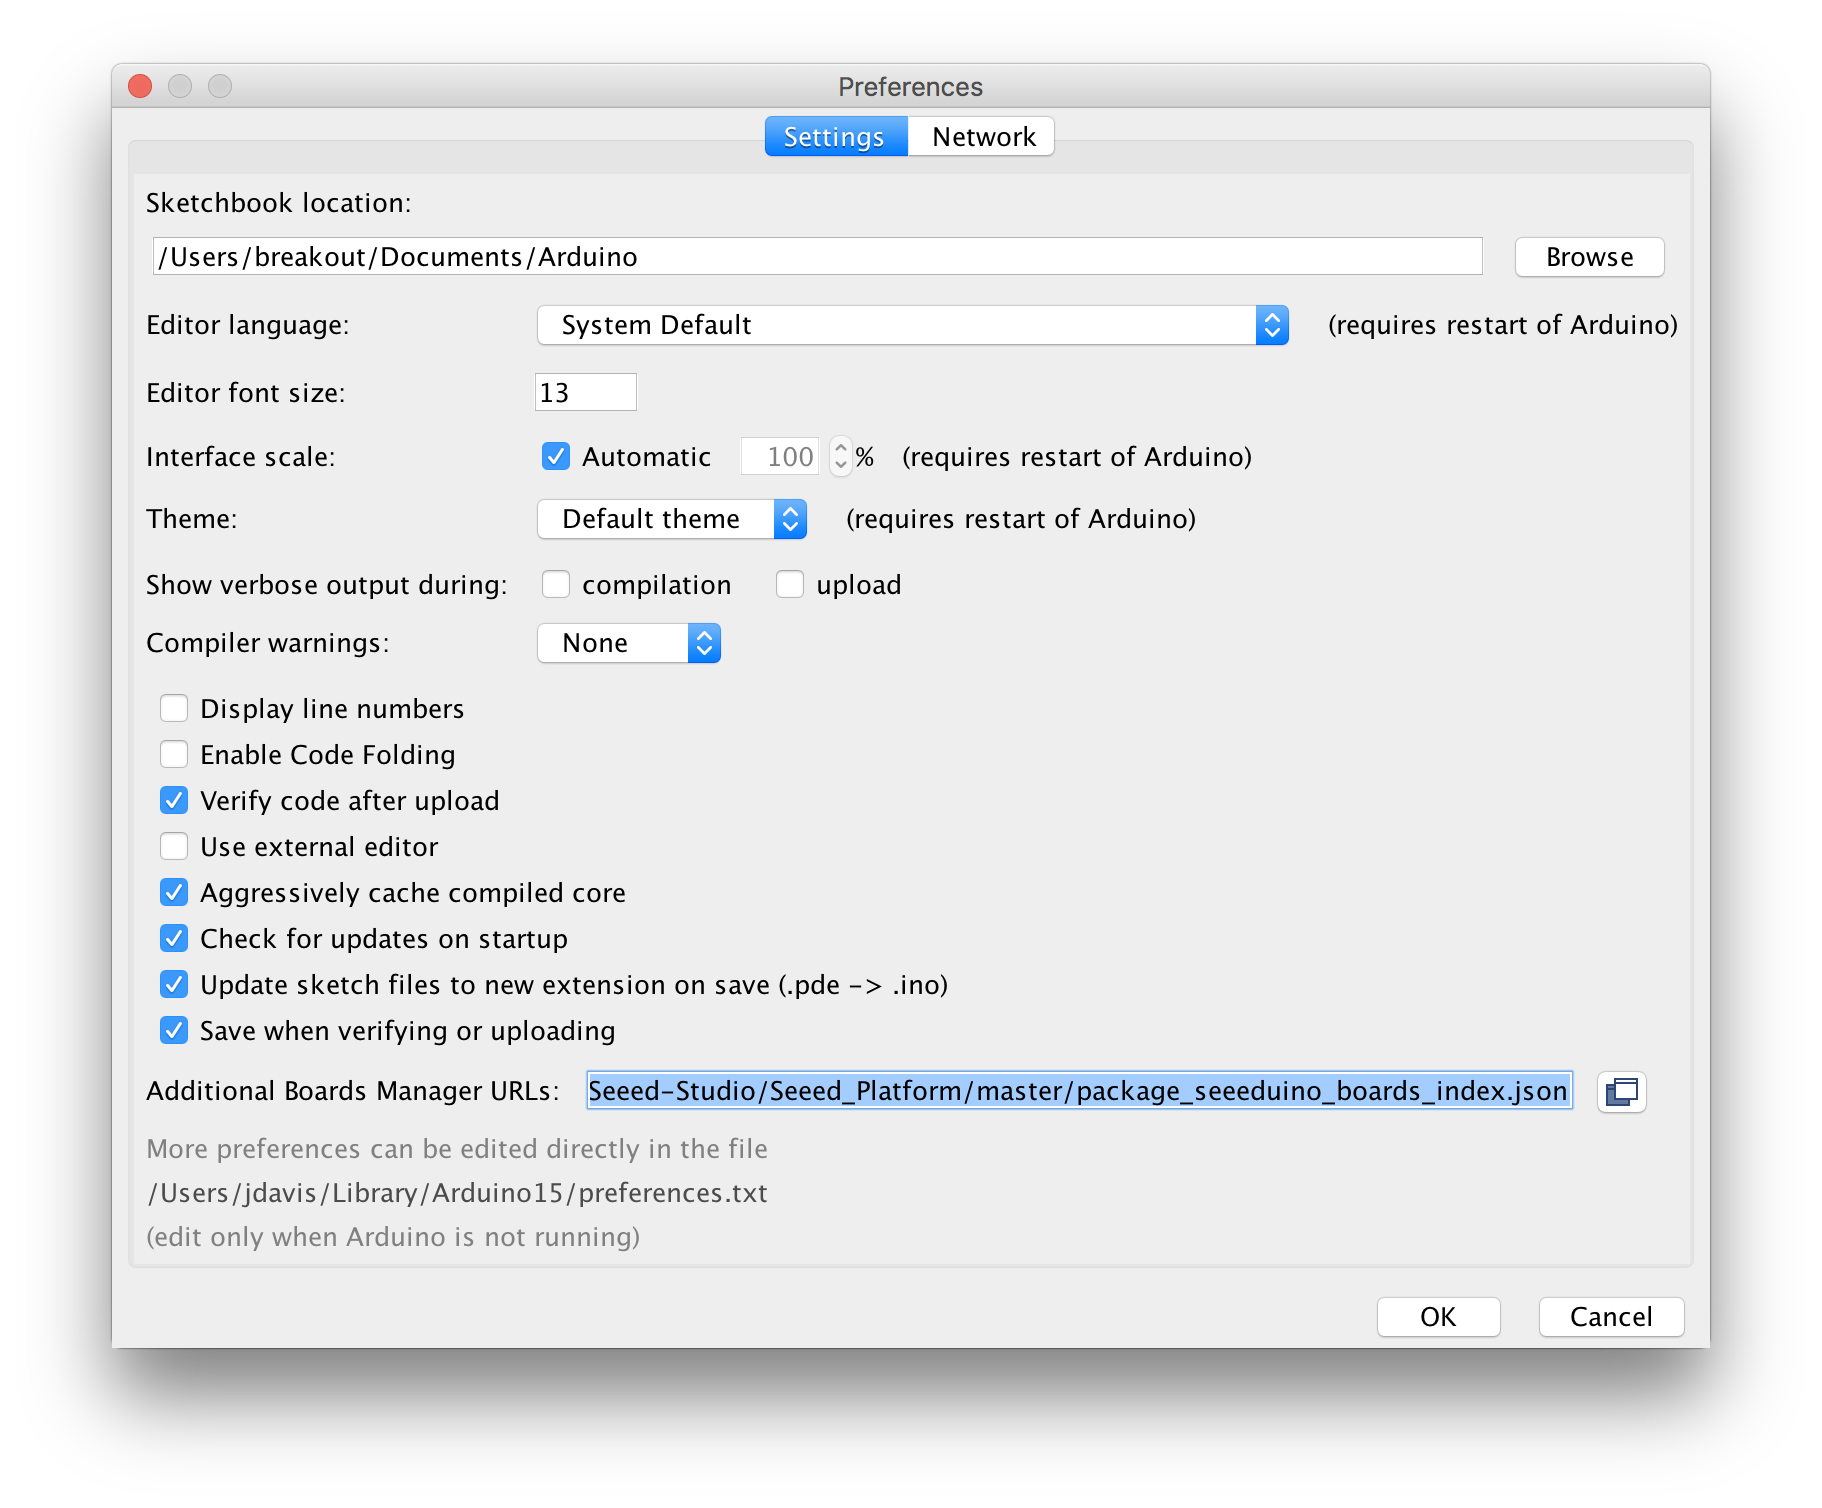 Preferences
Settings Network
Sketchbook location:
/Users/breakout/Documents/Arduino Browse
Editor language: System Default (requires restart of Arduino)
Editor font size: 13
Interface scale: Automatic 100 % (requires restart of Arduino)
Theme: Default theme (requires restart of Arduino)
Show verbose output during: compilation upload
Compiler warnings: None
Display line numbers
Enable Code Folding
Verify code after upload
Use external editor
Aggressively cache compiled core
Check for updates on startup
Update sketch files to new extension on save (.pde -> .ino)
Save when verifying or uploading
Additional Boards Manager URLs: Seeed-Studio/Seeed_Platform/master/package_seeeduino_boards_index.json
More preferences can be edited directly in the file
/Users/jdavis/Library/Arduino15/preferences.txt
(edit only when Arduino is not running)
OK Cancel